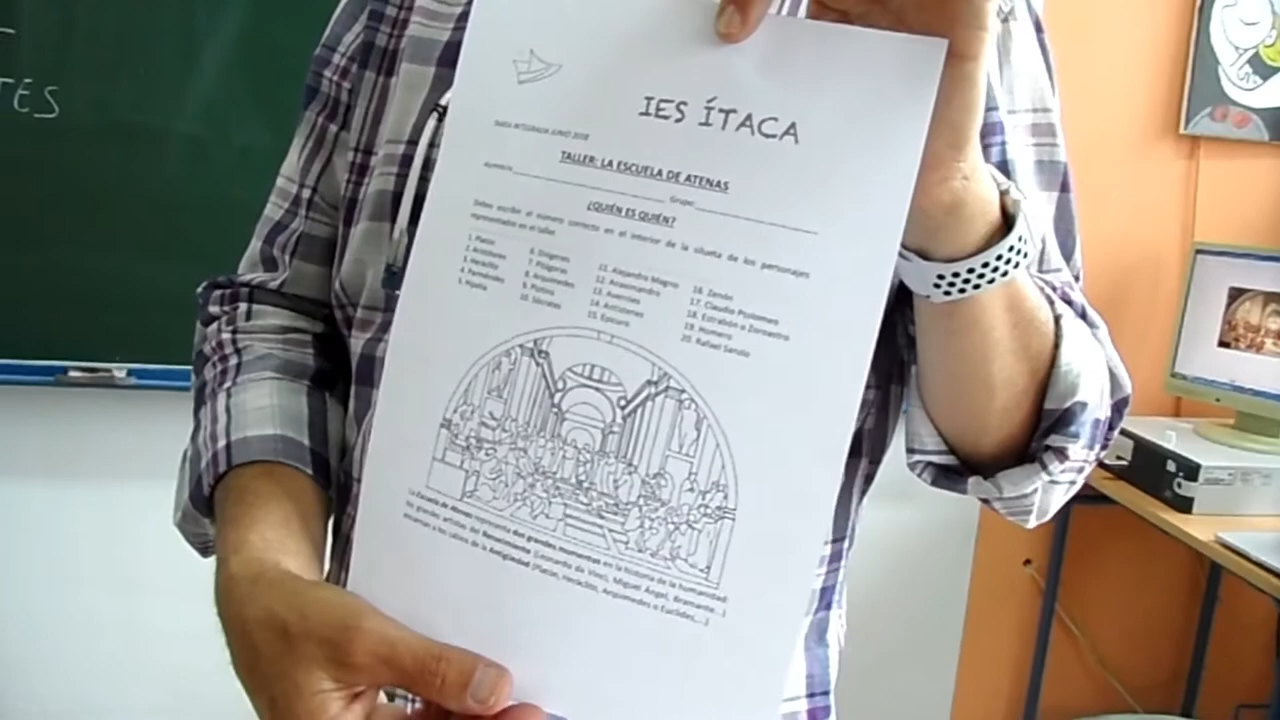 TES
IES ÍTACA
TAREA INTEGRADA JUNIO 2018
TALLER: LA ESCUELA DE ATENAS
Alumno/a Grupo:
¿QUIÉN ES QUIÉN?
Debes escribir el número correcto en el interior de la silueta de los personajes
representados en el taller.
1. Platón
2. Aristóteles
3. Heráclito
4. Parménides
5. Hipatia
6. Diógenes
7. Pitágoras
8. Arquímedes
9. Plotino
10. Sócrates
11. Alejandro Magno
12. Anaximandro
13. Averroes
14. Antístenes
15. Epicuro
16. Zenón
17. Claudio Ptolomeo
18. Estrabón o Zoroastro
19. Homero
20. Rafael Sanzio
La Escuela de Atenas representa dos grandes momentos en la historia de la humanidad:
los grandes artistas del Renacimiento (Leonardo da Vinci, Miguel Ángel, Bramante...)
encarnan a los sabios de la Antigüedad (Platón, Heráclito, Arquímedes o Euclides,...)